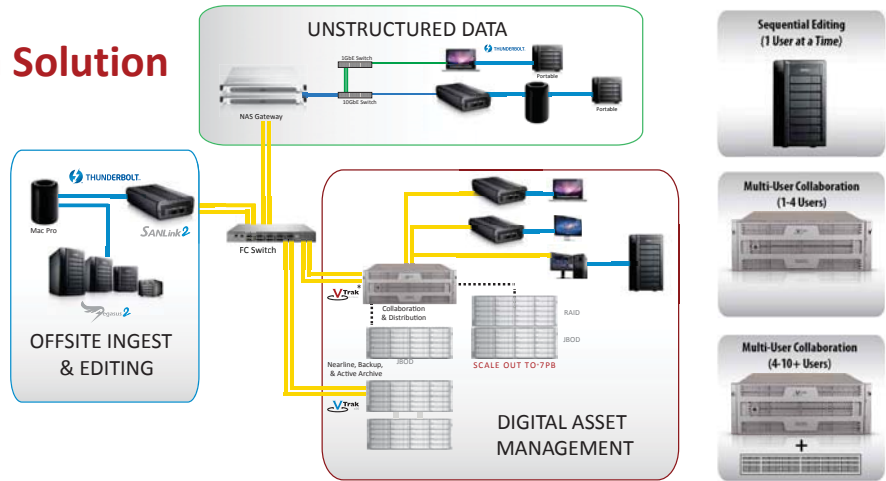 Solution
UNSTRUCTURED DATA
1GbE Switch
THUNDERBOLT.
Portable
10GbE Switch
Portable
NAS Gateway
THUNDERBOLT.
Mac Pro
SANLink2
Pegasus2
OFFSITE INGEST
& EDITING
FC Switch
VTrak
Collaboration
& Distribution
RAID
JBOD
JBOD
SCALE OUT TO-7PB
Nearline, Backup,
& Active Archive
VTrak
DIGITAL ASSET
MANAGEMENT
Sequential Editing
(1 User at a Time)
Multi-User Collaboration
(1-4 Users)
Multi-User Collaboration
(4-10+ Users)
+